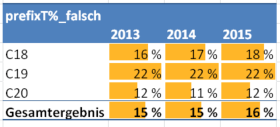 prefixT%_falsch
2013 2014 2015
C18 16 % 17 % 18 %
C19 22 % 22 % 22 %
C20 12 % 11 % 12 %
Gesamtergebnis 15 % 15 % 16 %